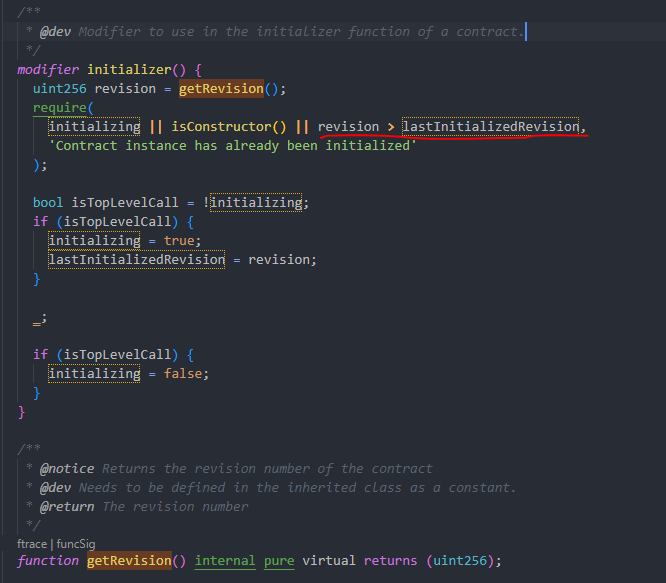 /**
 * @dev Modifier to use in the initializer function of a contract.
 */
modifier initializer() {
  uint256 revision = getRevision();
  require(
    initializing || isConstructor() || revision > lastInitializedRevision,
    'Contract instance has already been initialized'
  );
  bool isTopLevelCall = !initializing;
  if (isTopLevelCall) {
    initializing = true;
    lastInitializedRevision = revision;
  }
  _;
  if (isTopLevelCall) {
    initializing = false;
  }
}
/**
 * @notice Returns the revision number of the contract
 * @dev Needs to be defined in the inherited class as a constant.
 * @return The revision number
 */
ftrace | funcSig
function getRevision() internal pure virtual returns (uint256);